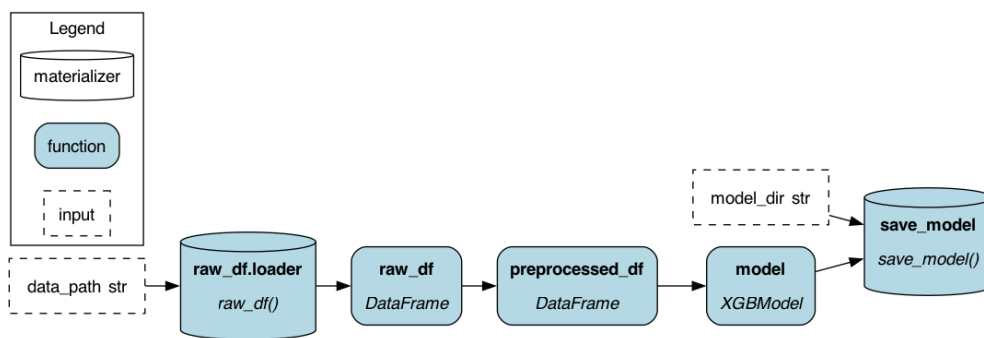 Legend
materializer
function
input
data_path str
raw_df.loader
raw_df()
raw_df
DataFrame
preprocessed_df
DataFrame
model
XGBModel
model_dir str
save_model
save_model()